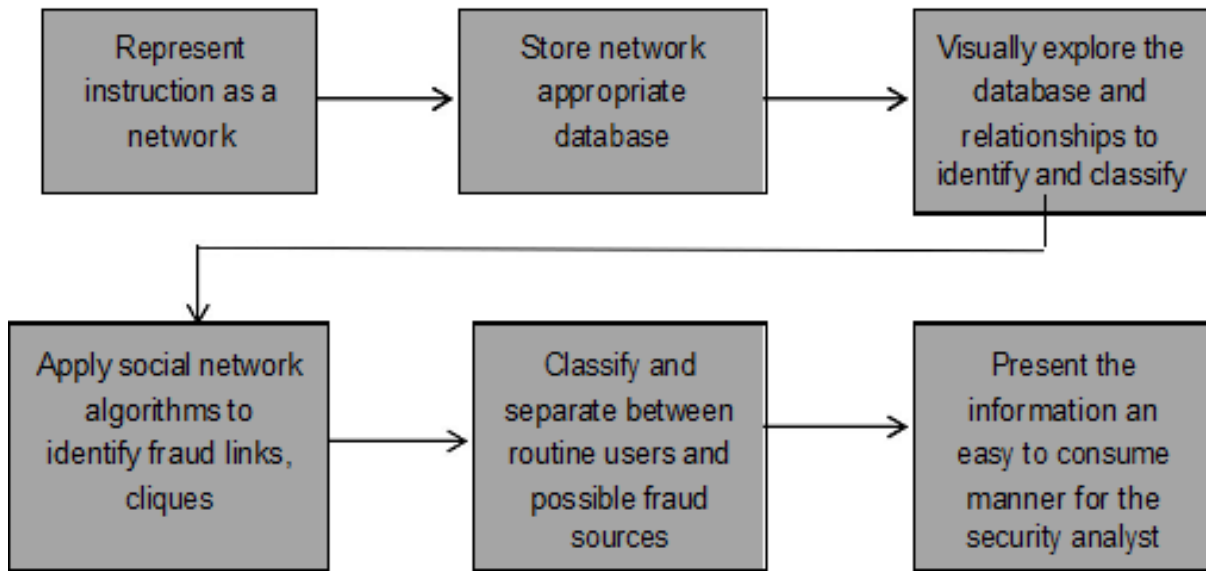 Represent
instruction as a
network
Store network
appropriate
database
Visually explore the
database and
relationships to
identify and classify
Apply social network
algorithms to
identify fraud links,
cliques
Classify and
separate between
routine users and
possible fraud
sources
Present the
information an
easy to consume
manner for the
security analyst